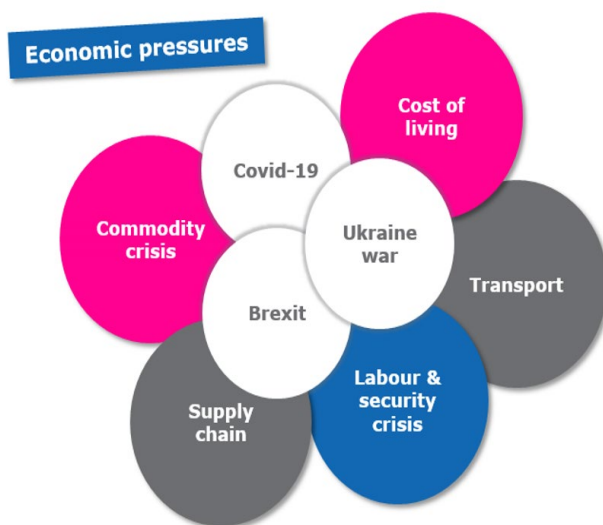 Economic pressures
Cost of
living
Covid-19
Commodity
crisis
Ukraine
war
Transport
Brexit
Labour &
security
crisis
Supply
chain